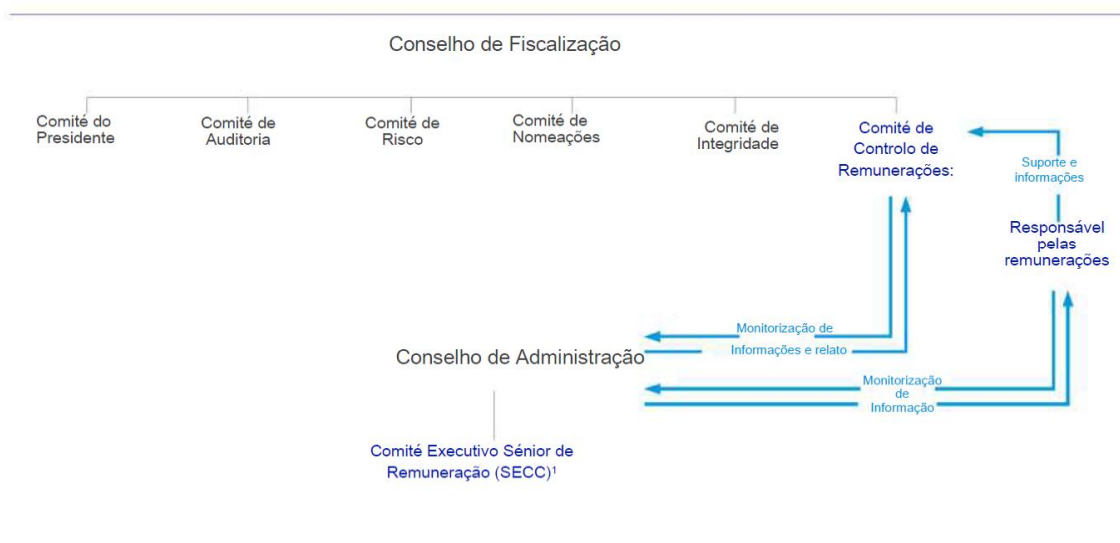 Conselho de Fiscalização
Comité do
Presidente
Comité de
Auditoria
Comité de
Risco
Comité de
Nomeações
Comité de
Integridade
Comité de
Controlo de
Remunerações:
Suporte e
informações
Responsável
pelas
remunerações
Monitorização de
Informações e relato
Conselho de Administração
Monitorização
de
Informação
Comité Executivo Sénior de
Remuneração (SECC)¹